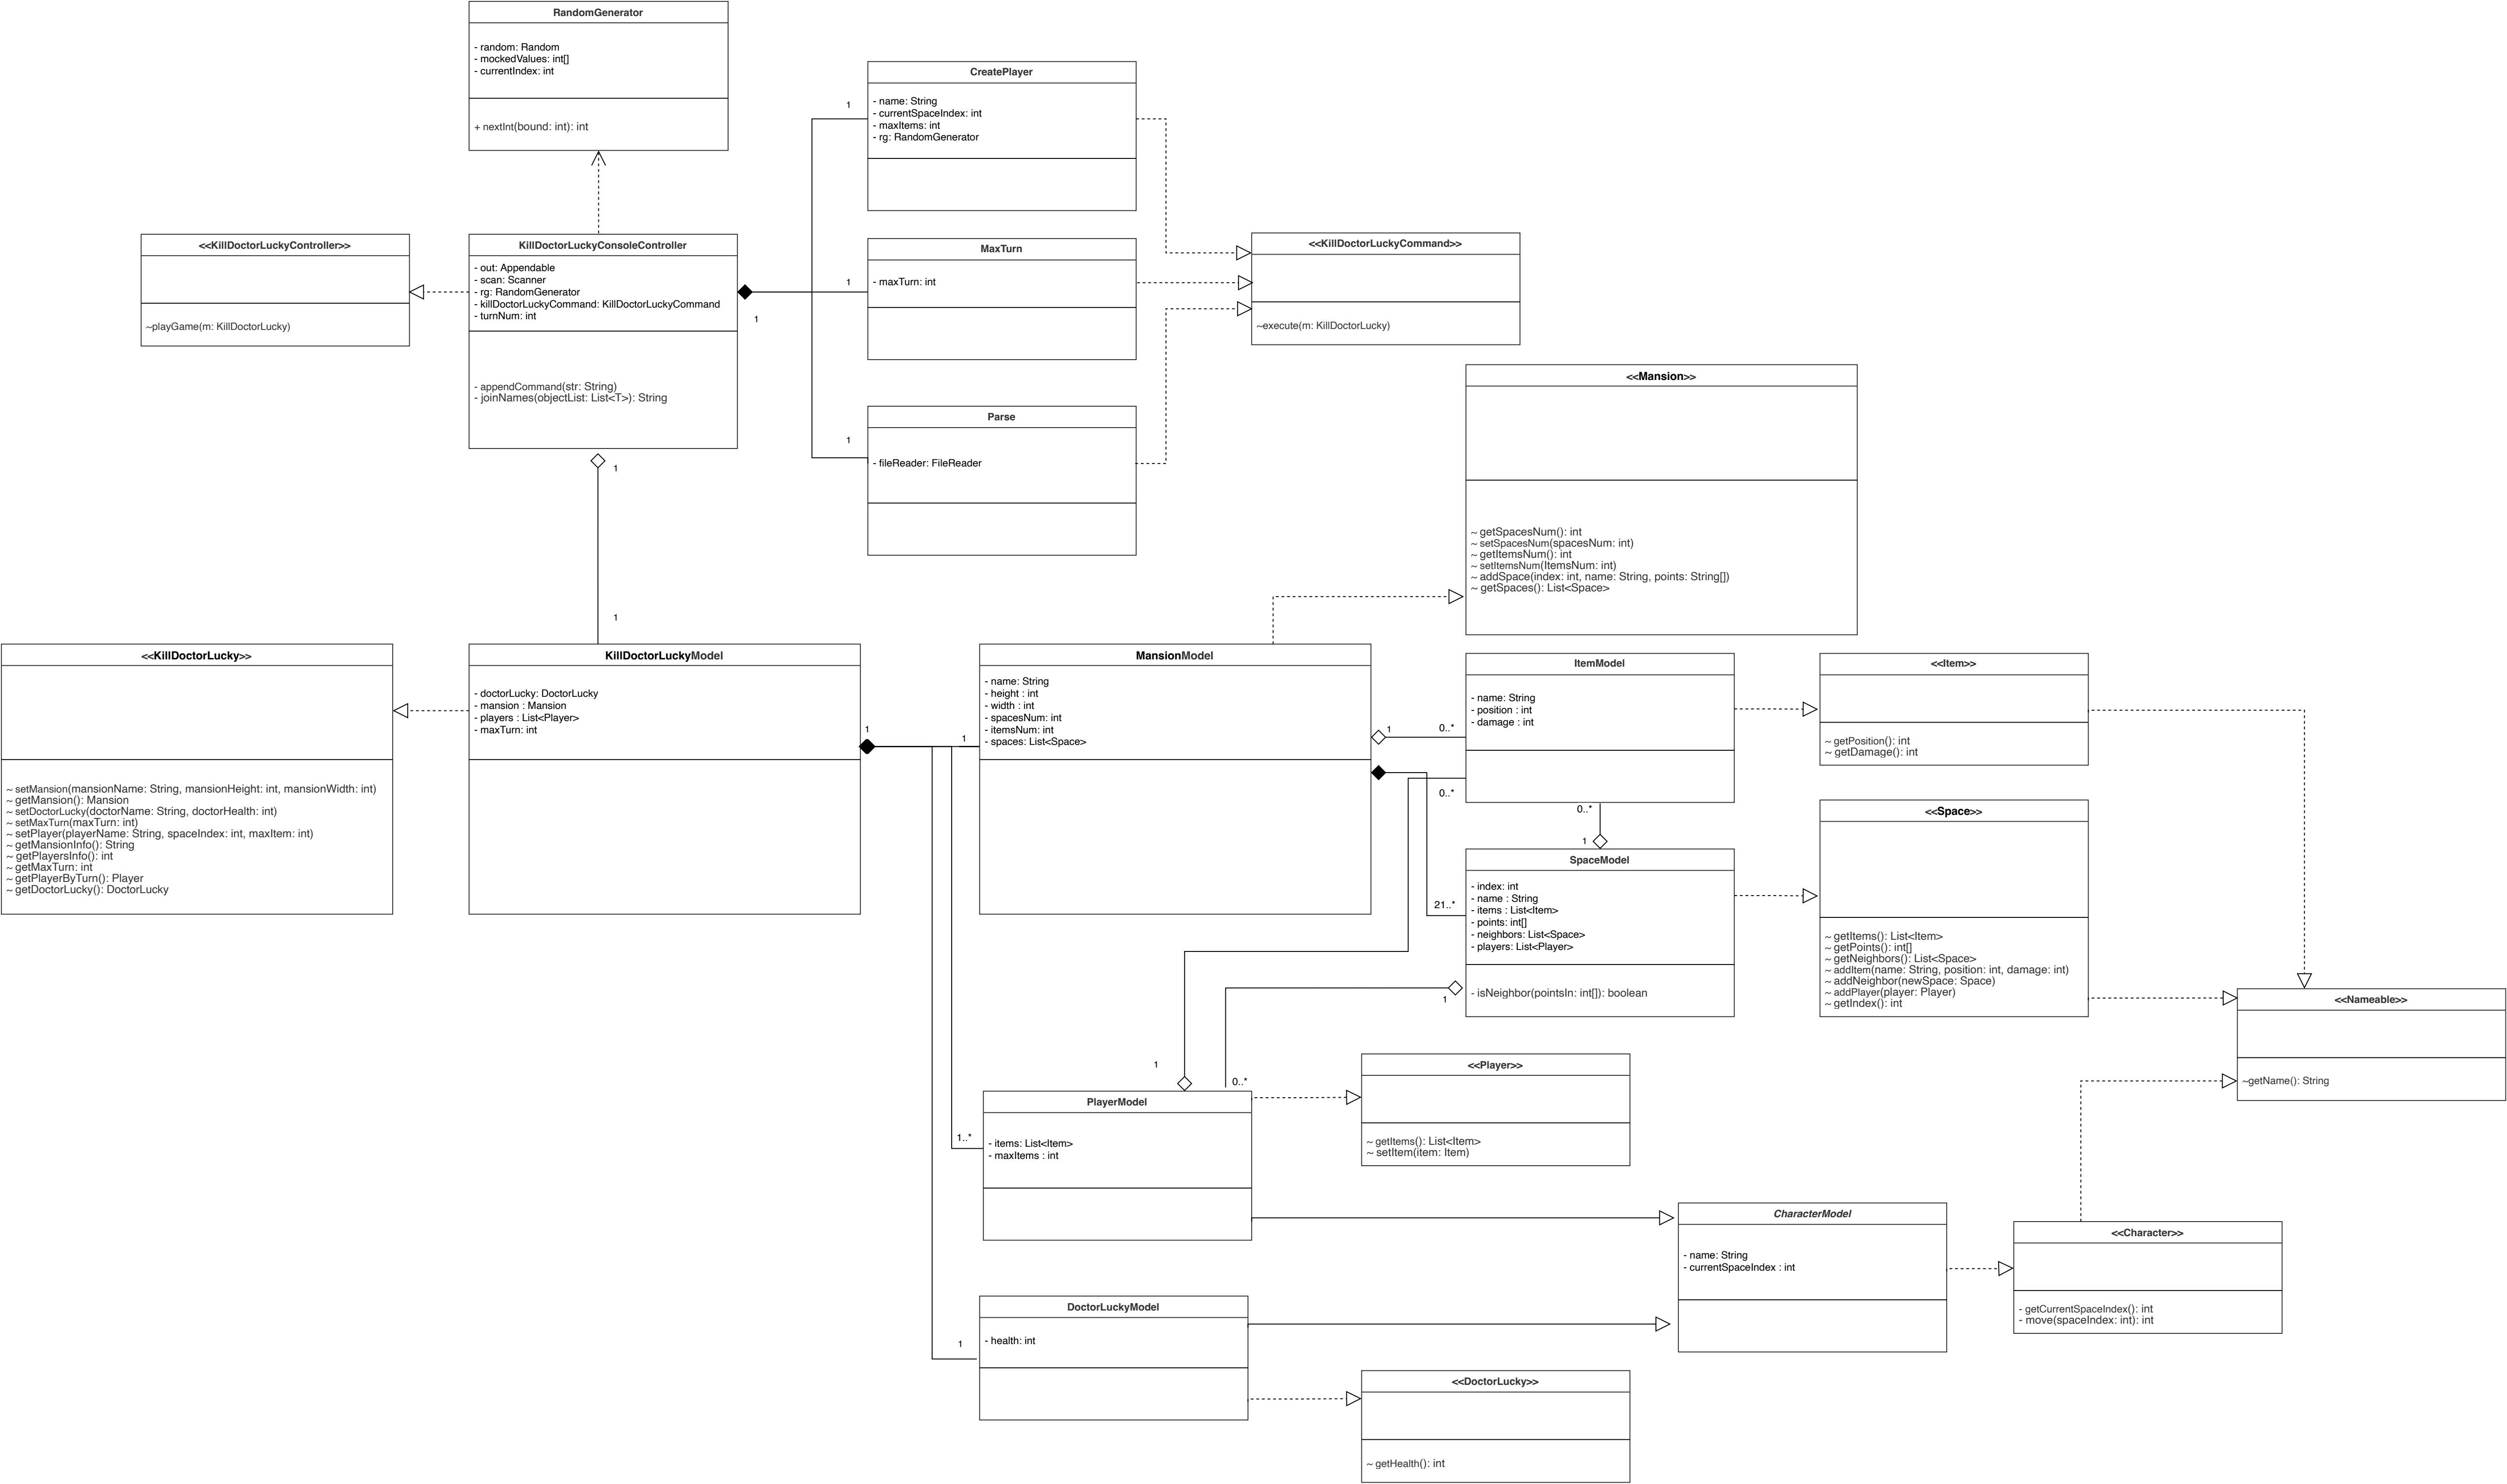 RandomGenerator
- random: Random
- mockedValues: int[]
- currentIndex: int
+ nextInt(bound: int): int
CreatePlayer
- name: String
- currentSpaceIndex: int
- maxItems: int
- rg: RandomGenerator
1
<<KillDoctorLuckyController>>
~playGame(m: KillDoctorLucky)
KillDoctorLuckyConsoleController
- out: Appendable
- scan: Scanner
- rg: RandomGenerator
- killDoctorLuckyCommand: KillDoctorLuckyCommand
- turnNum: int
- appendCommand(str: String)
- joinNames(objectList: List<T>): String
1
1
MaxTurn
- maxTurn: int
<<KillDoctorLuckyCommand>>
~execute(m: KillDoctorLucky)
1
Parse
- fileReader: FileReader
<<Mansion>>
~ getSpacesNum(): int
~ setSpacesNum(spacesNum: int)
~ getItemsNum(): int
~ setItemsNum(ItemsNum: int)
~ addSpace(index: int, name: String, points: String[])
~ getSpaces(): List<Space>
1
1
<<KillDoctorLucky>>
~ setMansion(mansionName: String, mansionHeight: int, mansionWidth: int)
~ getMansion(): Mansion
~ setDoctorLucky(doctorName: String, doctorHealth: int)
~ setMaxTurn(maxTurn: int)
~ setPlayer(playerName: String, spaceIndex: int, maxItem: int)
~ getMansionInfo(): String
~ getPlayersInfo(): int
~ getMaxTurn: int
~ getPlayerByTurn(): Player
~ getDoctorLucky(): DoctorLucky
KillDoctorLuckyModel
- doctorLucky: DoctorLucky
- mansion : Mansion
- players : List<Player>
- maxTurn: int
1
1
MansionModel
- name: String
- height : int
- width : int
- spacesNum: int
- itemsNum: int
- spaces: List<Space>
1
0..*
0..*
21..*
ItemModel
- name: String
- position : int
- damage : int
<<Item>>
~ getPosition(): int
~ getDamage(): int
0..*
1
SpaceModel
- index: int
- name : String
- items : List<Item>
- points: int[]
- neighbors: List<Space>
- players: List<Player>
- isNeighbor(pointsIn: int[]): boolean
1
<<Space>>
~ getItems(): List<Item>
~ getPoints(): int[]
~ getNeighbors(): List<Space>
~ addItem(name: String, position: int, damage: int)
~ addNeighbor(newSpace: Space)
~ addPlayer(player: Player)
~ getIndex(): int
<<Nameable>>
~getName(): String
1
0..*
1..*
PlayerModel
- items: List<Item>
- maxItems : int
<<Player>>
~ getItems(): List<Item>
~ setItem(item: Item)
CharacterModel
- name: String
- currentSpaceIndex : int
<<Character>>
- getCurrentSpaceIndex(): int
- move(spaceIndex: int): int
1
DoctorLuckyModel
- health: int
<<DoctorLucky>>
~ getHealth(): int